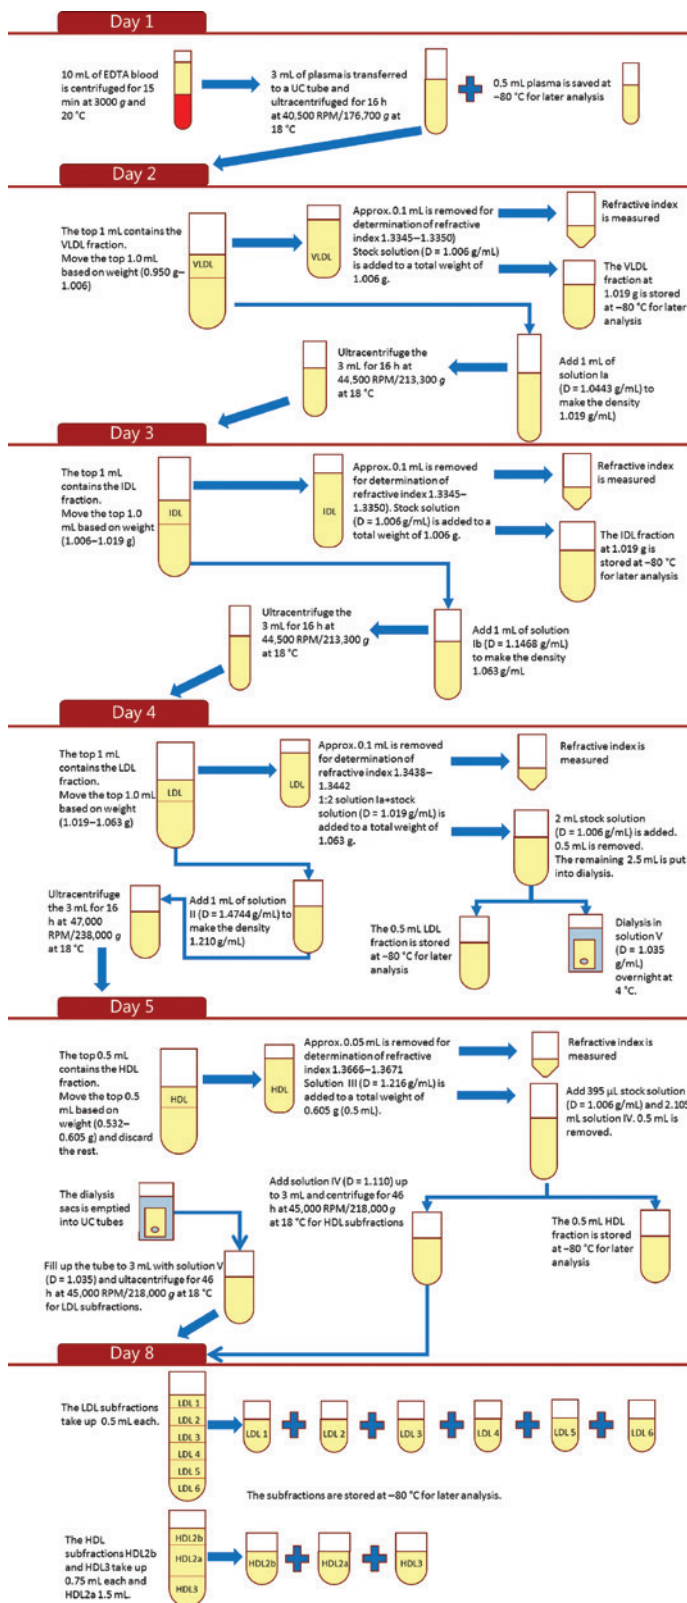 Day 1
10 mL of EDTA blood
is centrifuged for 15
min at 3000 g and
20 °C
3 mL of plasma is transferred
to a UC tube and
ultracentrifuged for 16 h
at 40,500 RPM/176,700 g at
18 °C
0.5 mL plasma is saved at
−80 °C for later analysis
Day 2
The top 1 mL contains the
VLDL fraction.
Move the top 1.0 mL
based on weight (0.950 g–
1.006)
VLDL
VLDL
Approx. 0.1 mL is removed for
determination of refractive
index 1.3345–1.3350)
Stock solution (D = 1.006 g/mL)
is added to a total weight of
1.006 g.
Refractive index
is measured
The VLDL
fraction at
1.019 g is stored
at −80 °C for later
analysis
Ultracentrifuge the
3 mL for 16 h at
44,500 RPM/213,300 g
at 18 °C
Add 1 mL of
solution Ia
(D = 1.0443 g/mL) to
make the density
1.019 g/mL)
Day 3
The top 1 mL
contains the IDL
fraction.
Move the top 1.0
mL based on weight
(1.006–1.019 g)
IDL
IDL
Approx. 0.1 mL is removed
for determination of
refractive index 1.3345–
1.3350). Stock solution
(D = 1.006 g/mL) is added to a
total weight of 1.006 g.
Refractive index
is measured
The IDL fraction
at 1.019 g is
stored at −80 °C
for later analysis
Ultracentrifuge the
3 mL for 16 h at
44,500 RPM/213,300 g
at 18 °C
Add 1 mL of solution
Ib (D = 1.1468 g/mL)
to make the density
1.063 g/mL
Day 4
The top 1 mL
contains the LDL
fraction.
Move the top 1.0 mL
based on weight
(1.019–1.063 g)
LDL
LDL
Approx. 0.1 mL is removed
for determination of
refractive index 1.3438–
1.3442
1:2 solution Ia+stock
solution (D = 1.019 g/mL) is
added to a total weight of
1.063 g.
Refractive index is
measured
2 mL stock solution
(D = 1.006 g/mL) is added.
0.5 mL is removed.
The remaining 2.5 mL is put
into dialysis.
Ultracentrifuge
the 3 mL for 16
h at 47,000
RPM/238,000 g
at 18 °C
Add 1 mL of solution
II (D = 1.4744 g/mL) to
make the density
1.210 g/mL)
The 0.5 mL LDL
fraction is stored
at −80 °C for later
analysis
Dialysis in
solution V
(D = 1.035
g/mL)
overnight at
4 °C.
Day 5
The top 0.5 mL
contains the HDL
fraction.
Move the top 0.5
mL based on
weight (0.532–
0.605 g) and discard
the rest.
HDL
HDL
Approx. 0.05 mL is removed for
determination of refractive
index 1.3666–1.3671
Solution III (D = 1.216 g/mL) is
added to a total weight of
0.605 g (0.5 mL).
Refractive index is
measured
Add 395 µL stock solution
(D = 1.006 g/mL) and 2.105
mL solution IV. 0.5 mL is
removed.
The dialysis
sacs is emptied
into UC tubes
Add solution IV (D = 1.110) up
to 3 mL and centrifuge for 46
h at 45,000 RPM/218,000 g
at 18 °C for HDL subfractions
The 0.5 mL HDL
fraction is stored
at −80 °C for later
analysis
Fill up the tube to 3 mL with solution V
(D = 1.035) and ultacentrifuge for 46
h at 45,000 RPM/218,000 g at 18 °C
for LDL subfractions.
Day 8
The LDL subfractions
take up 0.5 mL each.
LDL 1
LDL 2
LDL 3
LDL 4
LDL 5
LDL 6
LDL 1
LDL 2
LDL 3
LDL 4
LDL 5
LDL 6
The subfractions are stored at −80 °C for later analysis.
The HDL
subfractions HDL2b
and HDL3 take up
0.75 mL each and
HDL2a 1.5 mL.
HDL2b
HDL2a
HDL3
HDL2b
HDL2a
HDL3